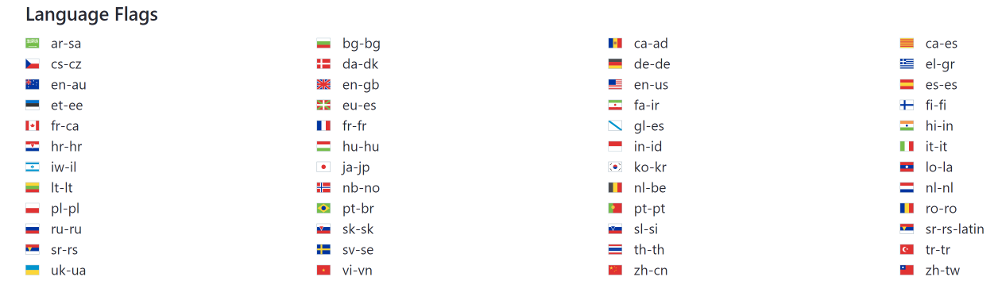 Language Flags
ar-sa bg-bg ca-ad ca-es
cs-cz da-dk de-de el-gr
en-au en-gb en-us es-es
et-ee eu-es fa-ir fi-fi
fr-ca fr-fr gl-es hi-in
hr-hr hu-hu in-id it-it
iw-il ja-jp ko-kr lo-la
lt-lt nb-no nl-be nl-nl
pl-pl pt-br pt-pt ro-ro
ru-ru sk-sk sl-si sr-rs-latin
sr-rs sv-se th-th tr-tr
uk-ua vi-vn zh-cn zh-tw